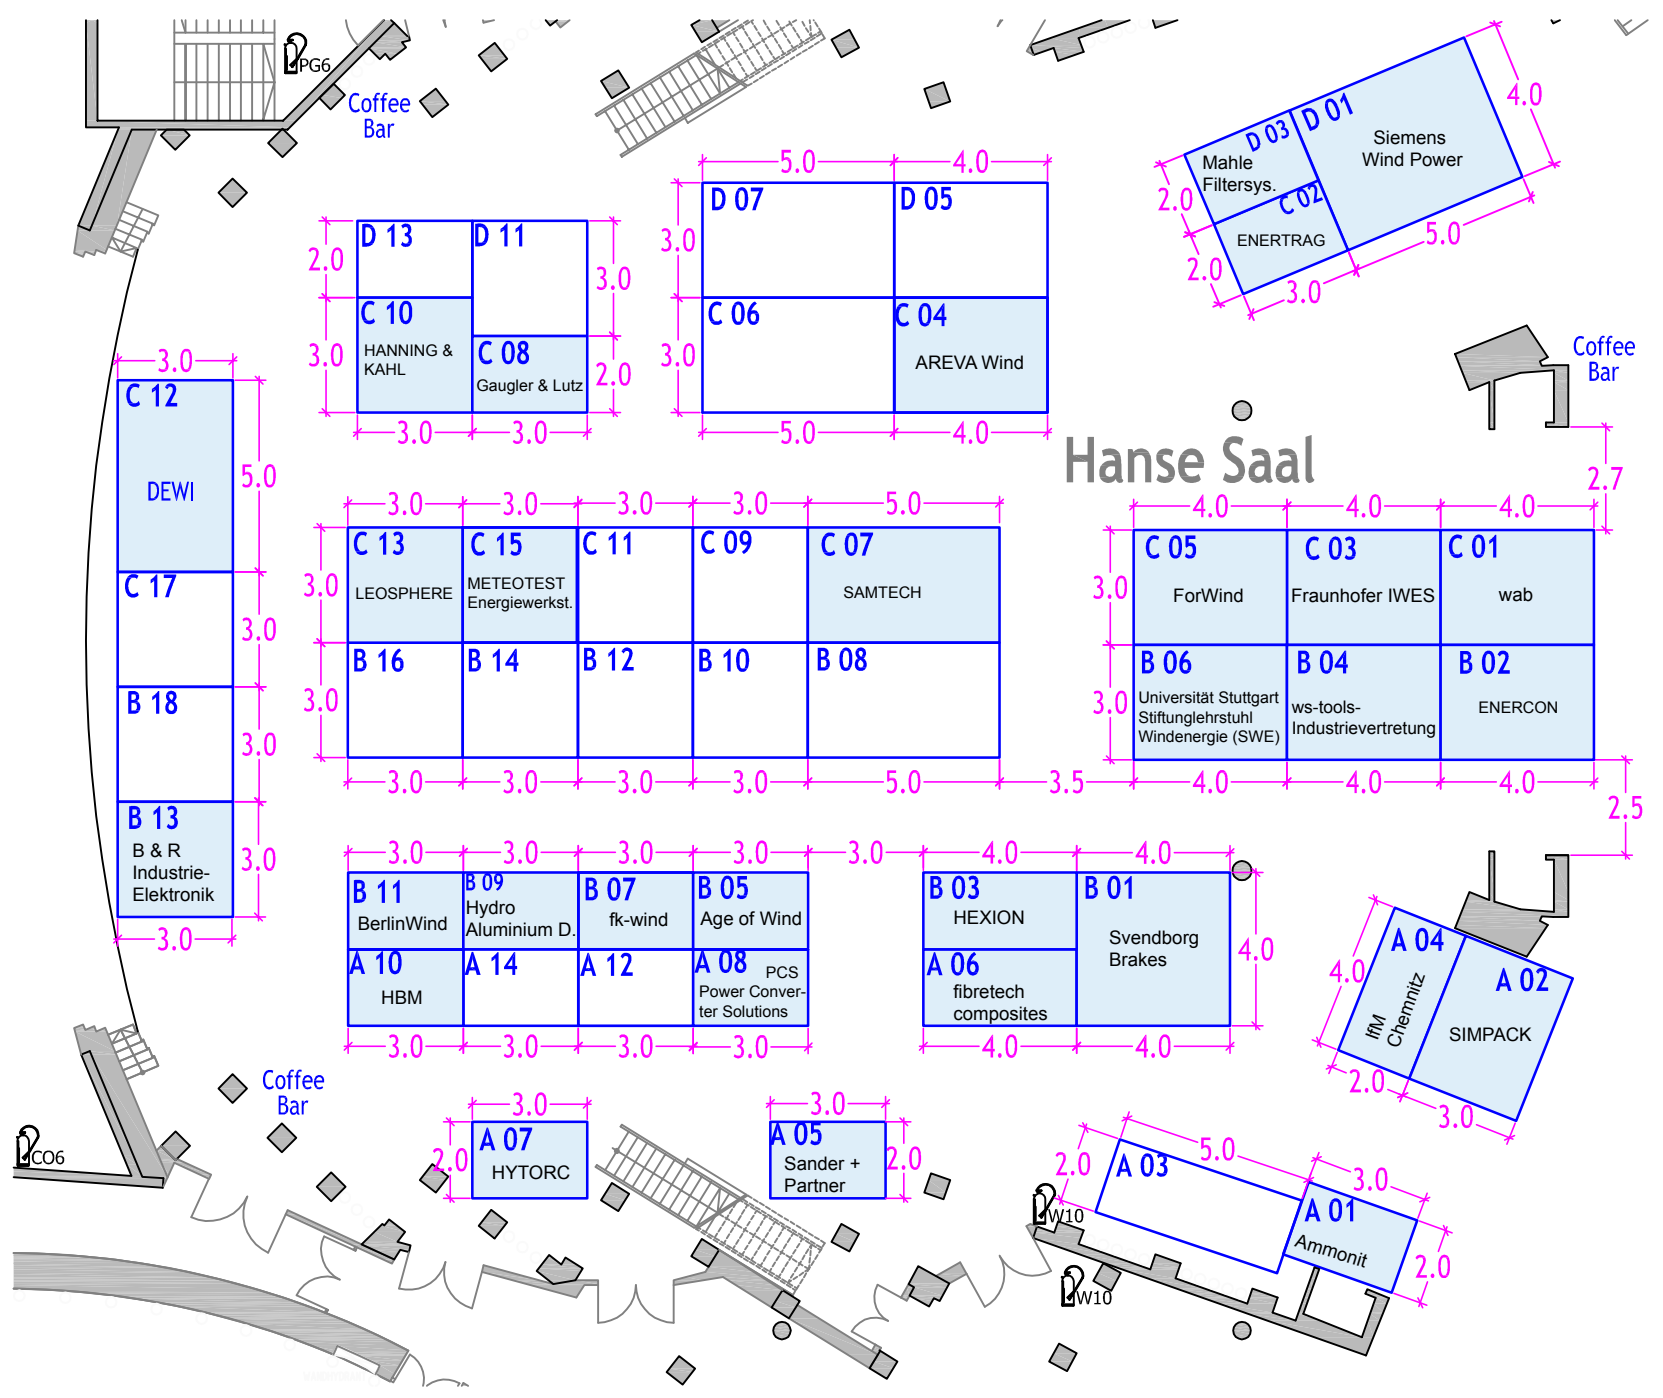 PG6
Coffee
Bar
D 03
D 01
Mahle
Filtersys.
Siemens
Wind Power
C 02
ENERTRAG
4.0
2.0
2.0
5.0
3.0
5.0
4.0
D 07
D 05
3.0
C 06
C 04
AREVA Wind
3.0
5.0
4.0
D 13
D 11
2.0
3.0
C 10
HANNING &
KAHL
C 08
Gaugler & Lutz
3.0
2.0
3.0
3.0
Coffee
Bar
2.7
Hanse Saal
3.0
C 12
DEWI
5.0
C 17
3.0
B 18
3.0
B 13
B & R
Industrie-
Elektronik
3.0
3.0
3.0
3.0
3.0
3.0
5.0
C 13
C 15
C 11
C 09
C 07
LEOSPHERE
METEOTEST
Energiewerkst.
SAMTECH
3.0
B 16
B 14
B 12
B 10
B 08
3.0
3.0
3.0
3.0
3.0
5.0
3.5
4.0
4.0
4.0
C 05
C 03
C 01
ForWind
Fraunhofer IWES
wab
3.0
B 06
B 04
B 02
Universität Stuttgart
Stiftunglehrstuhl
Windenergie (SWE)
ws-tools-
Industrievertretung
ENERCON
3.0
4.0
4.0
4.0
2.5
3.0
3.0
3.0
3.0
3.0
4.0
4.0
B 11
B 09
B 07
B 05
BerlinWind
Hydro
Aluminium D.
fk-wind
Age of Wind
A 10
A 14
A 12
A 08
HBM
PCS
Power Conver-
ter Solutions
3.0
3.0
3.0
3.0
B 03
B 01
HEXION
Svendborg
Brakes
A 06
fibretech
composites
4.0
4.0
4.0
A 04
A 02
IfM
Chemnitz
SIMPACK
4.0
2.0
3.0
Coffee
Bar
CO6
3.0
A 07
HYTORC
2.0
3.0
A 05
Sander +
Partner
2.0
5.0
3.0
2.0
A 03
A 01
Ammonit
2.0
W10
W10